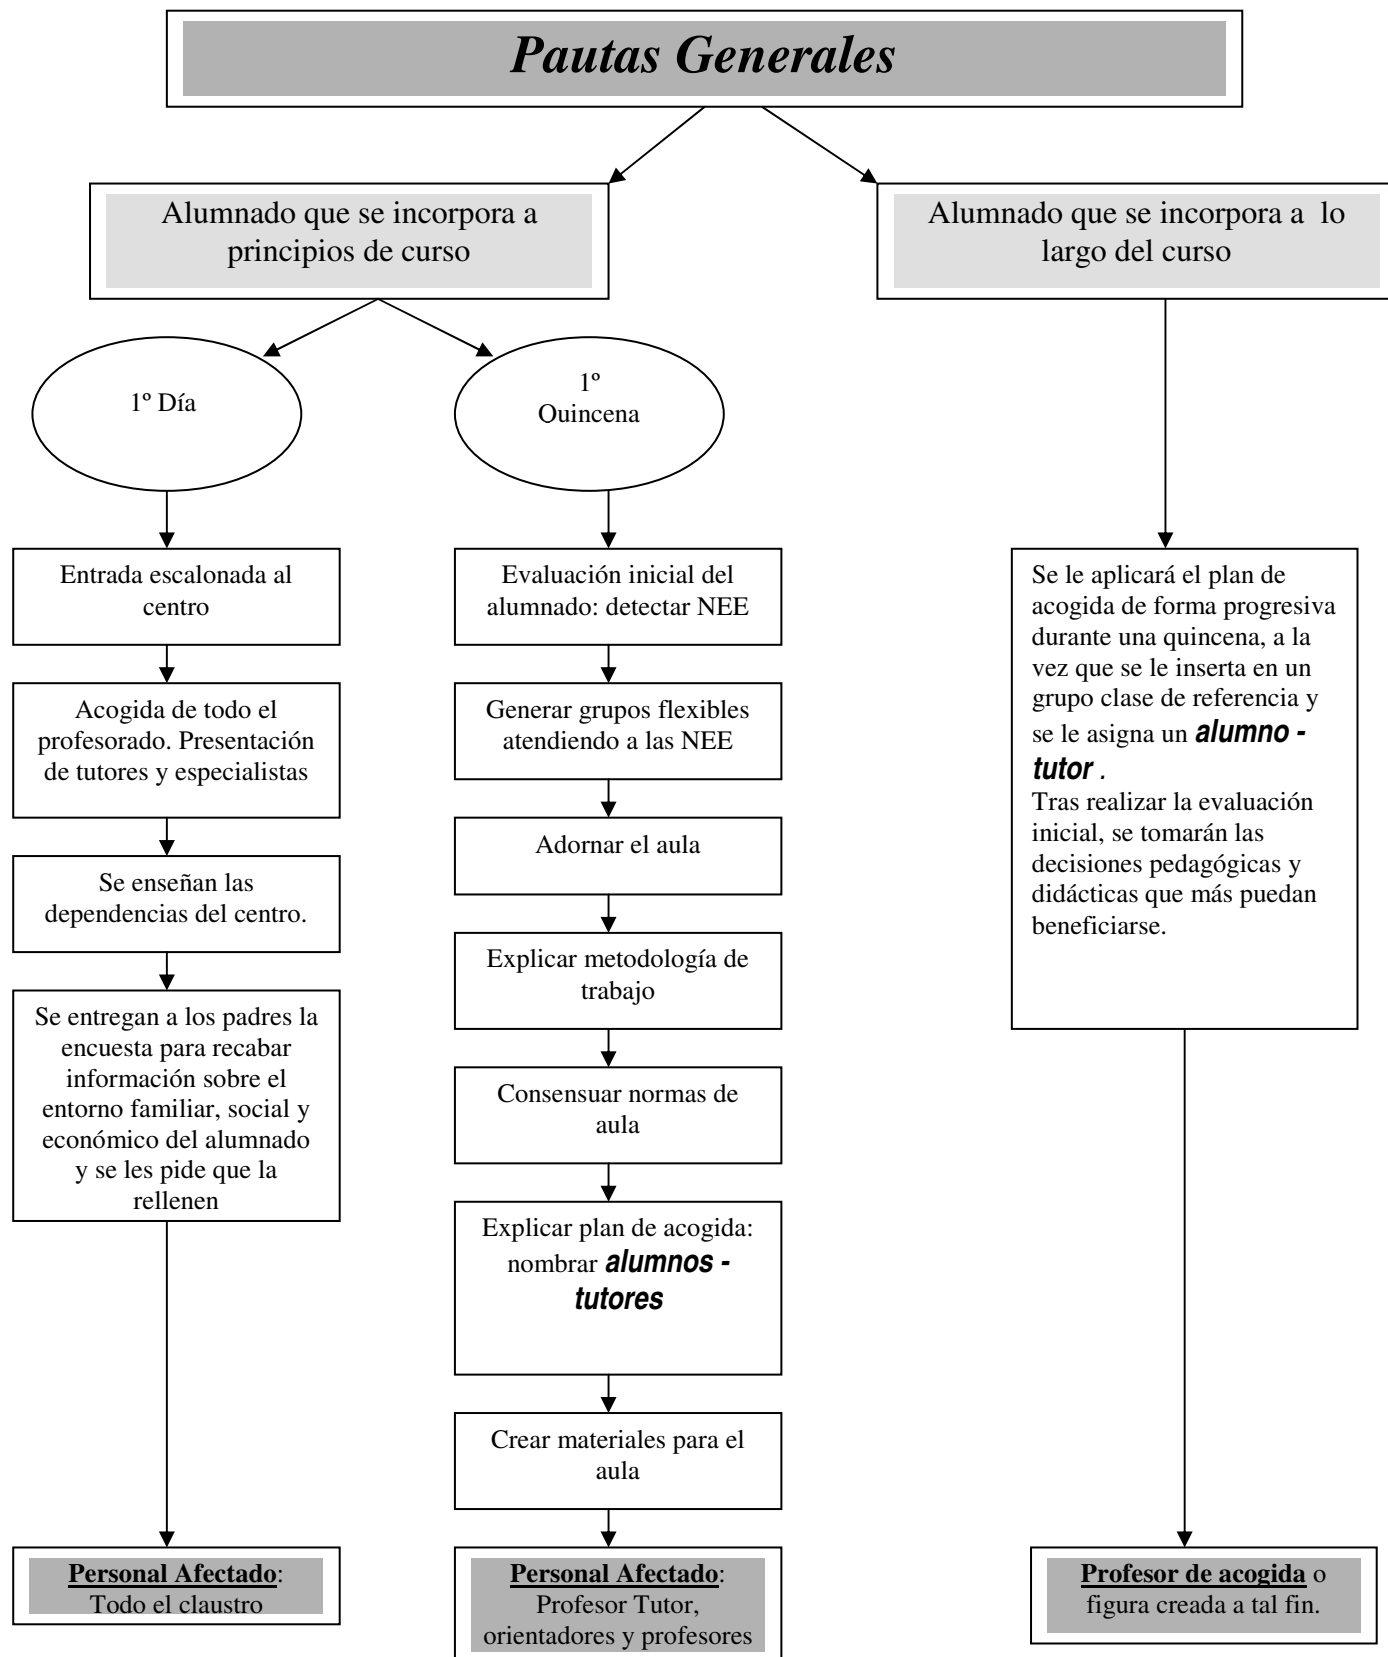 Pautas Generales
Alumnado que se incorpora a
principios de curso
Alumnado que se incorpora a lo
largo del curso
1º Día
1º
Quincena
Entrada escalonada al
centro
Acogida de todo el
profesorado. Presentación
de tutores y especialistas
Se enseñan las
dependencias del centro.
Se entregan a los padres la
encuesta para recabar
información sobre el
entorno familiar, social y
económico del alumnado
y se les pide que la
rellenen
Personal Afectado:
Todo el claustro
Evaluación inicial del
alumnado: detectar NEE
Generar grupos flexibles
atendiendo a las NEE
Adornar el aula
Explicar metodología de
trabajo
Consensuar normas de
aula
Explicar plan de acogida:
nombrar alumnos -
tutores
Crear materiales para el
aula
Personal Afectado:
Profesor Tutor,
orientadores y profesores
Se le aplicará el plan de
acogida de forma progresiva
durante una quincena, a la
vez que se le inserta en un
grupo clase de referencia y
se le asigna un alumno -
tutor .
Tras realizar la evaluación
inicial, se tomarán las
decisiones pedagógicas y
didácticas que más puedan
beneficiarse.
Profesor de acogida o
figura creada a tal fin.